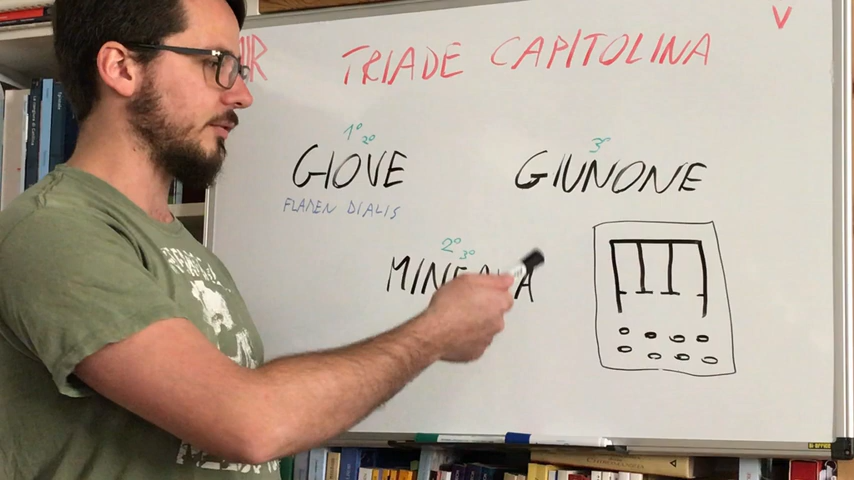 TRIADE CAPITOLINA
V
1° 2°
3°
GIOVE
GIUNONE
FLAMEN DIALIS
2° 3°